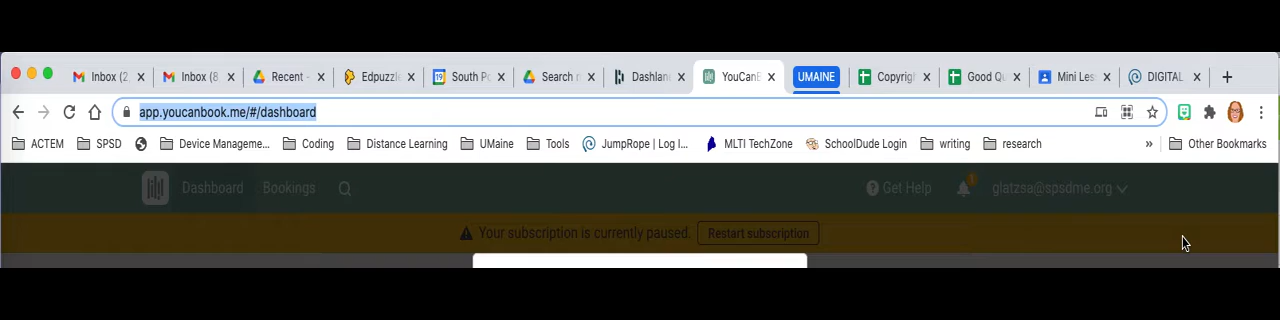 Inbox (2 Inbox (8 Recent - Edpuzzle South Po Search r Dashlan YouCanB UMAINE Copyrigh Good Qu Mini Les DIGITAL
app.youcanbook.me/#/dashboard
ACTEM SPSD Device Manageme... Coding Distance Learning UMaine Tools JumpRope | Log I... MLTI TechZone SchoolDude Login writing research » Other Bookmarks
Dashboard Bookings Get Help glatzsa@spsdme.org
Your subscription is currently paused. Restart subscription